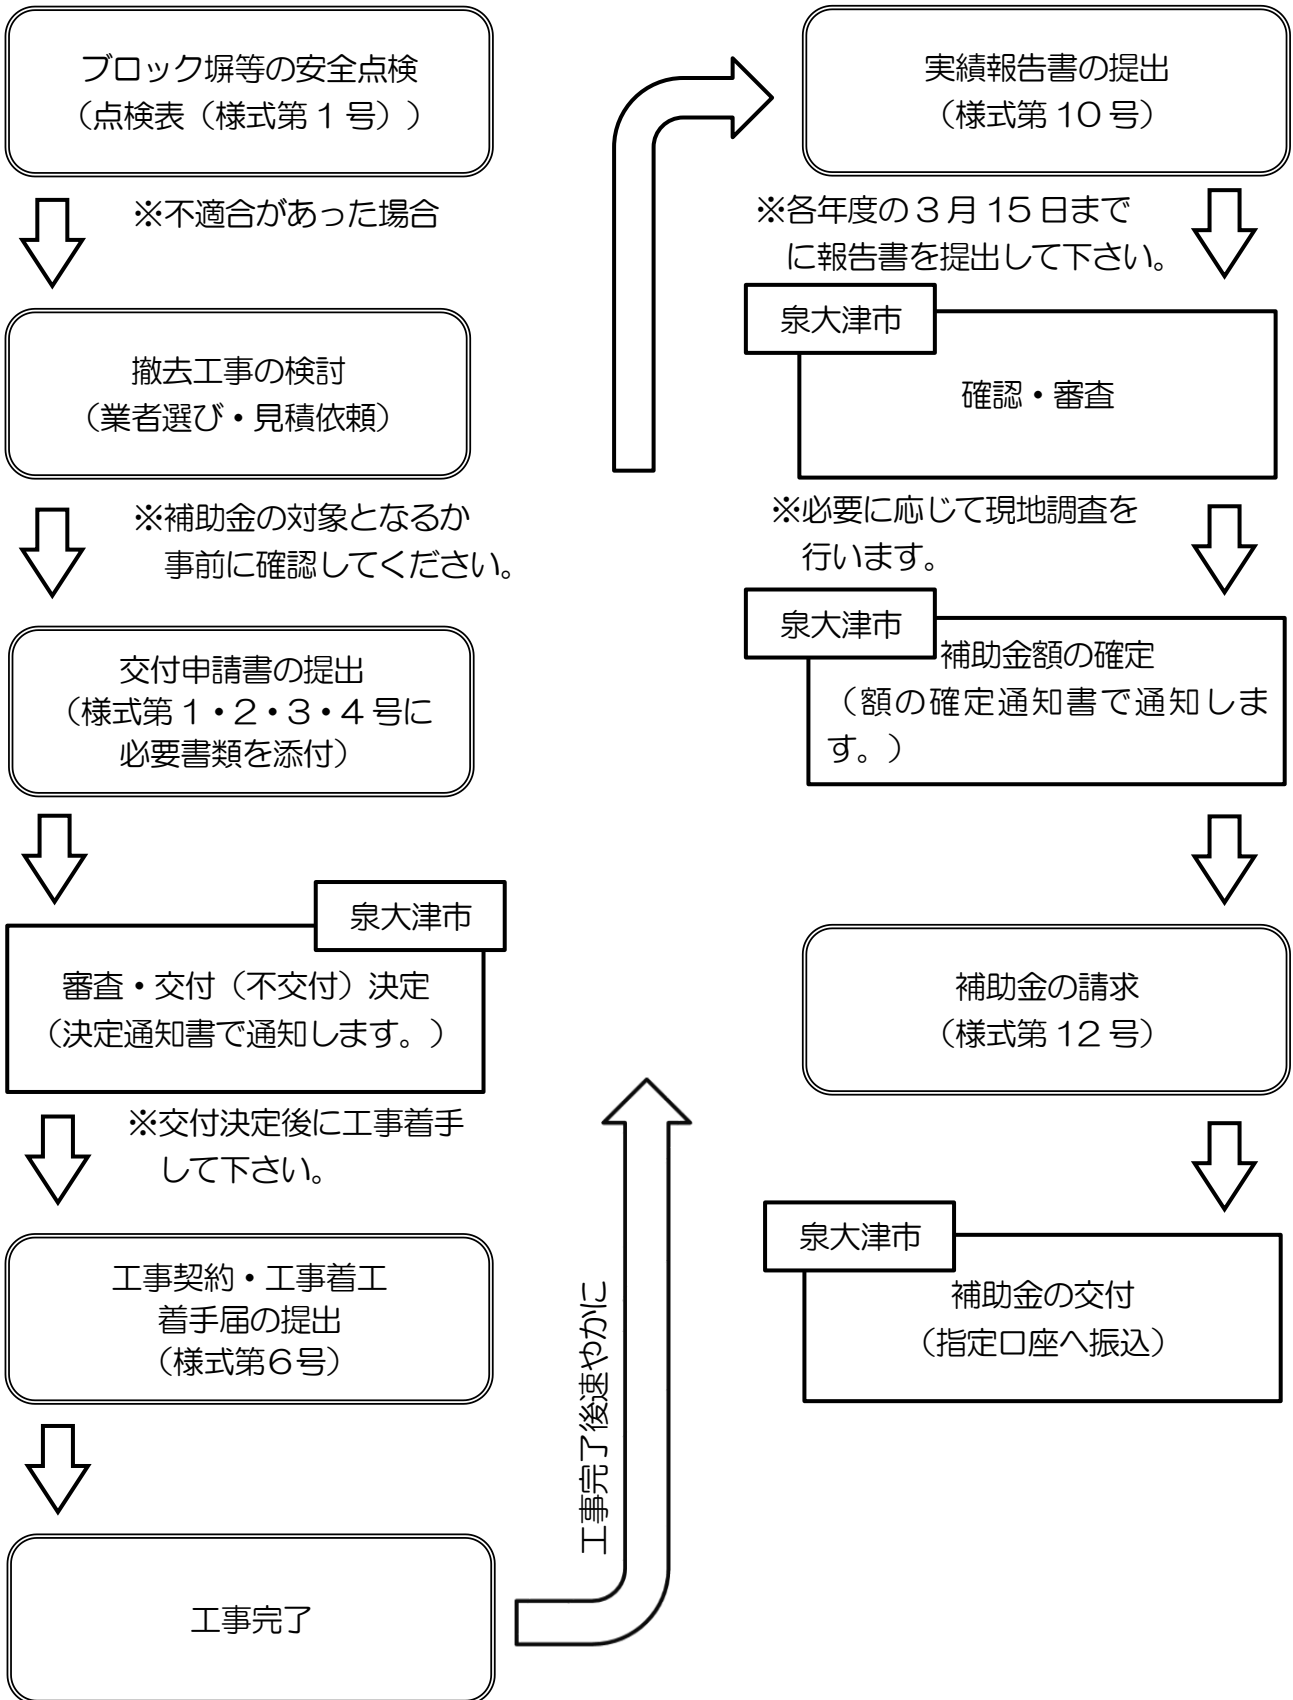 ブロック塀等の安全点検
（点検表（様式第１号））
※不適合があった場合
撤去工事の検討
（業者選び・見積依頼）
※補助金の対象となるか
事前に確認してください。
交付申請書の提出
（様式第１・２・３・４号に
必要書類を添付）
泉大津市
審査・交付（不交付）決定
（決定通知書で通知します。）
※交付決定後に工事着手
して下さい。
工事契約・工事着工
着手届の提出
（様式第６号）
工事完了
工事完了後速やかに
実績報告書の提出
（様式第10号）
※各年度の３月15日まで
に報告書を提出して下さい。
泉大津市
確認・審査
※必要に応じて現地調査を
行います。
泉大津市
補助金額の確定
（額の確定通知書で通知しま
す。）
補助金の請求
（様式第12号）
泉大津市
補助金の交付
（指定口座へ振込）